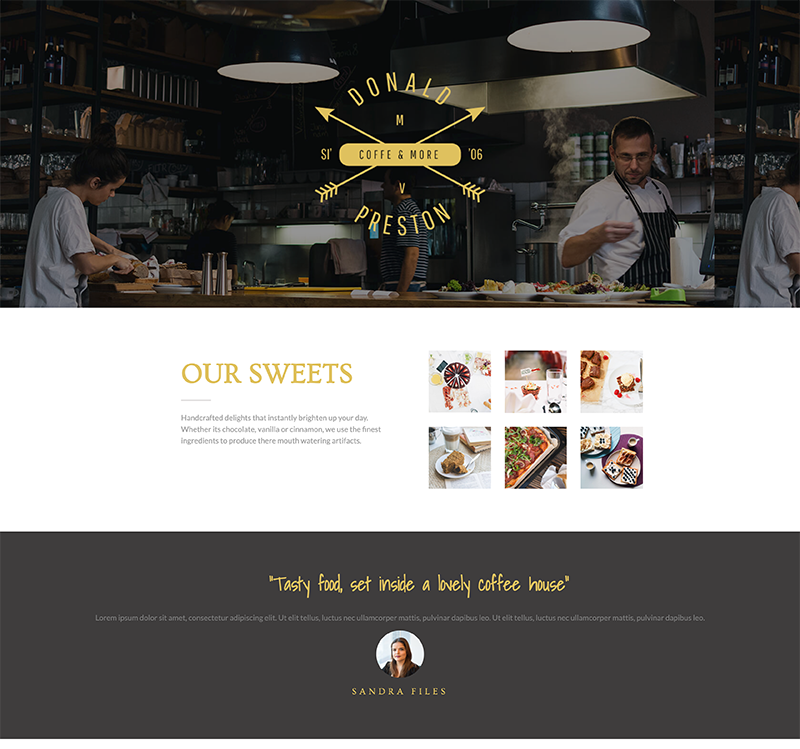 DONALD
M
SI' COFFE & MORE '06
V
PRESTON
OUR SWEETS
Handcrafted delights that instantly brighten up your day.
Whether its chocolate, vanilla or cinnamon, we use the finest
ingredients to produce there mouth watering artifacts.
"Tasty food, set inside a lovely coffee house"
Lorem ipsum dolor sit amet, consectetur adipiscing elit. Ut elit tellus, luctus nec ullamcorper mattis, pulvinar dapibus leo. Ut elit tellus, luctus nec ullamcorper mattis, pulvinar dapibus leo.
SANDRA FILES